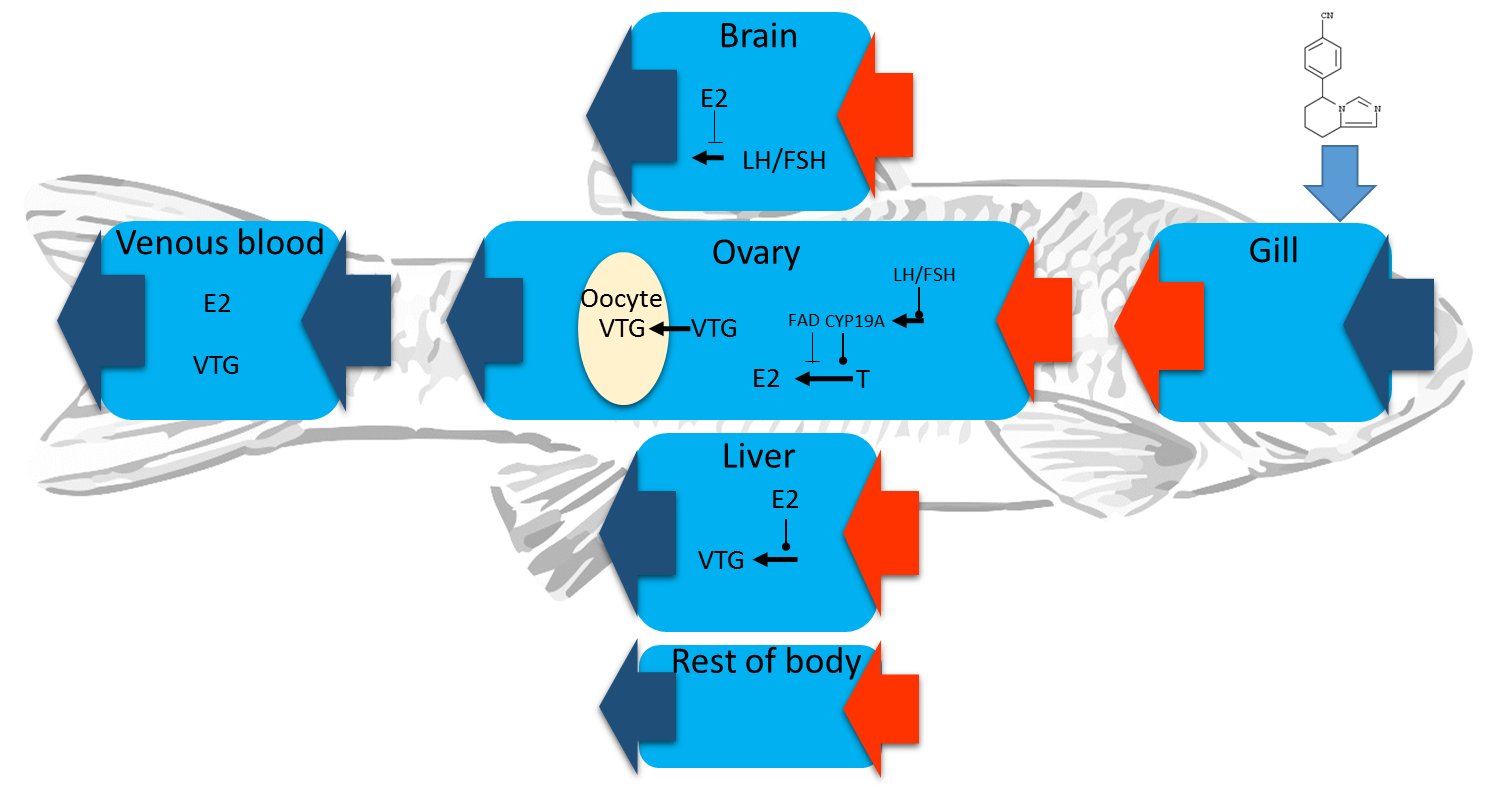 Brain
E2
LH/FSH
CN
N
N
Venous blood
E2
VTG
Ovary
Oocyte
VTG
VTG
LH/FSH
FAD
CYP19A
E2
T
Gill
Liver
E2
VTG
Rest of body